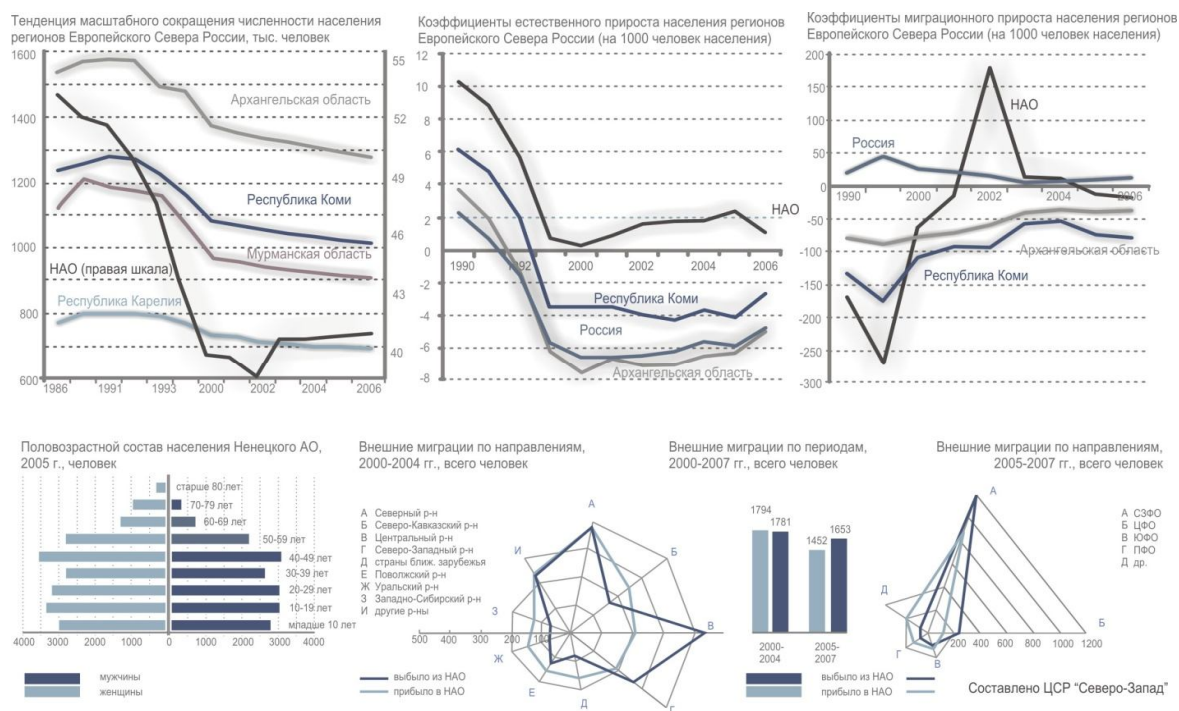 Тенденция масштабного сокращения численности населения
регионов Европейского Севера России, тыс. человек
1600
1400
1200
1000
800
600
55
52
49
46
43
40
Архангельская область
Республика Коми
Мурманская область
НАО (правая шкала)
Республика Карелия
1986
1991
1993
2000
2002
2004
2006
Коэффициенты естественного прироста населения регионов
Европейского Севера России (на 1000 человек населения)
12
10
8
6
4
2
0
-2
-4
-6
-8
НАО
1990
1992
2000
2002
2004
2006
Республика Коми
Россия
Архангельская область
Коэффициенты миграционного прироста населения регионов
Европейского Севера России (на 1000 человек населения)
200
150
100
50
0
-50
-100
-150
-200
-250
-300
НАО
Россия
1990
2002
2004
2006
Архангельская область
Республика Коми
Половозрастной состав населения Ненецкого АО,
2005 г., человек
старше 80 лет
70-79 лет
60-69 лет
50-59 лет
40-49 лет
30-39 лет
20-29 лет
10-19 лет
младше 10 лет
4000 3000 2000 1000 0 1000 2000 3000 4000
мужчины
женщины
Внешние миграции по направлениям,
2000-2004 гг., всего человек
А Северный р-н
Б Северо-Кавказский р-н
В Центральный р-н
Г Северо-Западный р-н
Д страны ближ. зарубежья
Е Поволжский р-н
Ж Уральский р-н
З Западно-Сибирский р-н
И другие р-ны
А
Б
В
Г
Д
Е
Ж
З
И
500 400 300 200 100 0
выбыло из НАО
прибыло в НАО
Внешние миграции по периодам,
2000-2007 гг., всего человек
1794
1781
1452
1653
2000-
2004
2005-
2007
выбыло из НАО
прибыло в НАО
Внешние миграции по направлениям,
2005-2007 гг., всего человек
А СЗФО
Б ЦФО
В ЮФО
Г ПФО
Д др.
А
Б
В
Г
Д
200 400 600 800 1000 1200
Составлено ЦСР "Северо-Запад"